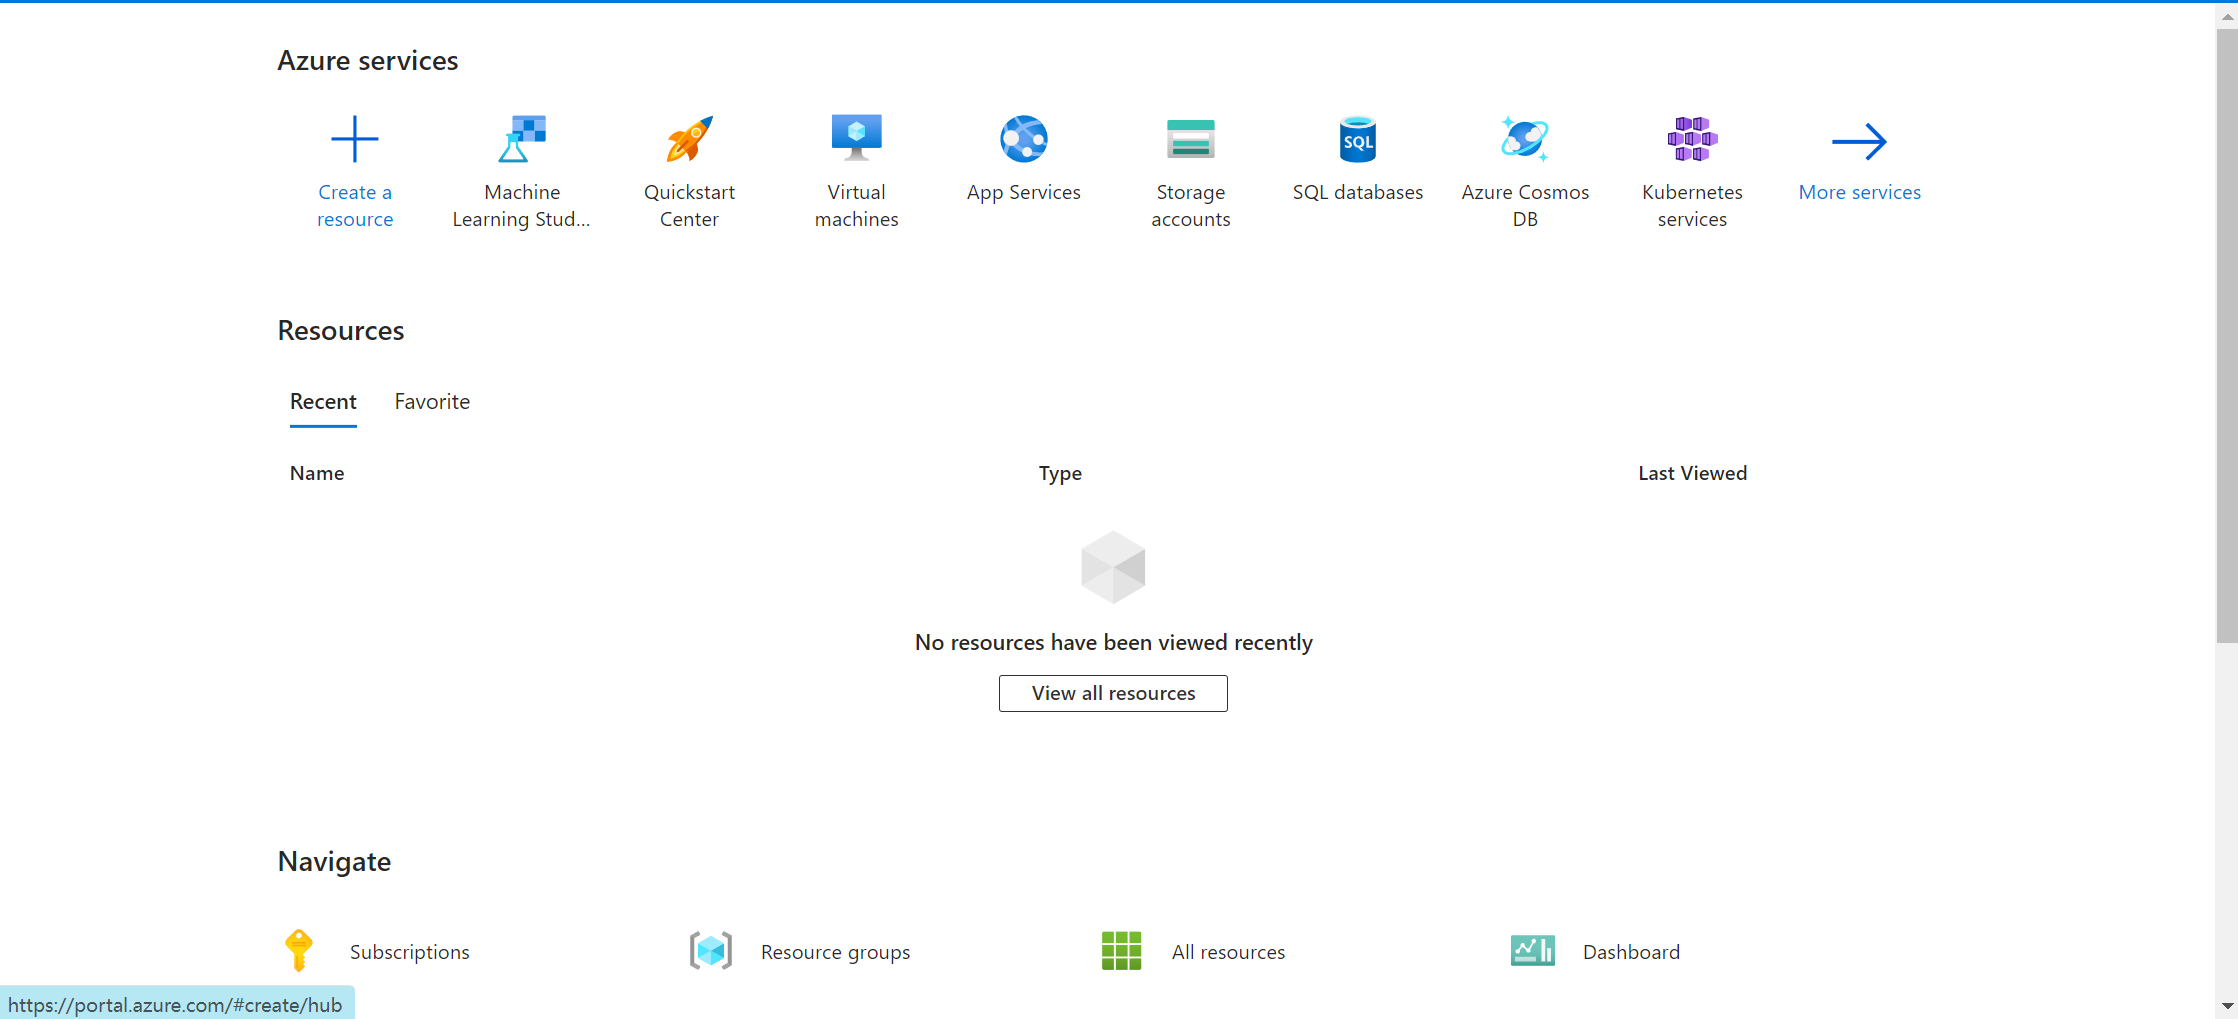 Azure services
Create a
resource
Machine
Learning Stud...
Quickstart
Center
Virtual
machines
App Services
Storage
accounts
SQL
SQL databases
Azure Cosmos
DB
Kubernetes
services
More services
Resources
Recent Favorite
Name Type Last Viewed
No resources have been viewed recently
View all resources
Navigate
Subscriptions Resource groups All resources Dashboard
https://portal.azure.com/#create/hub